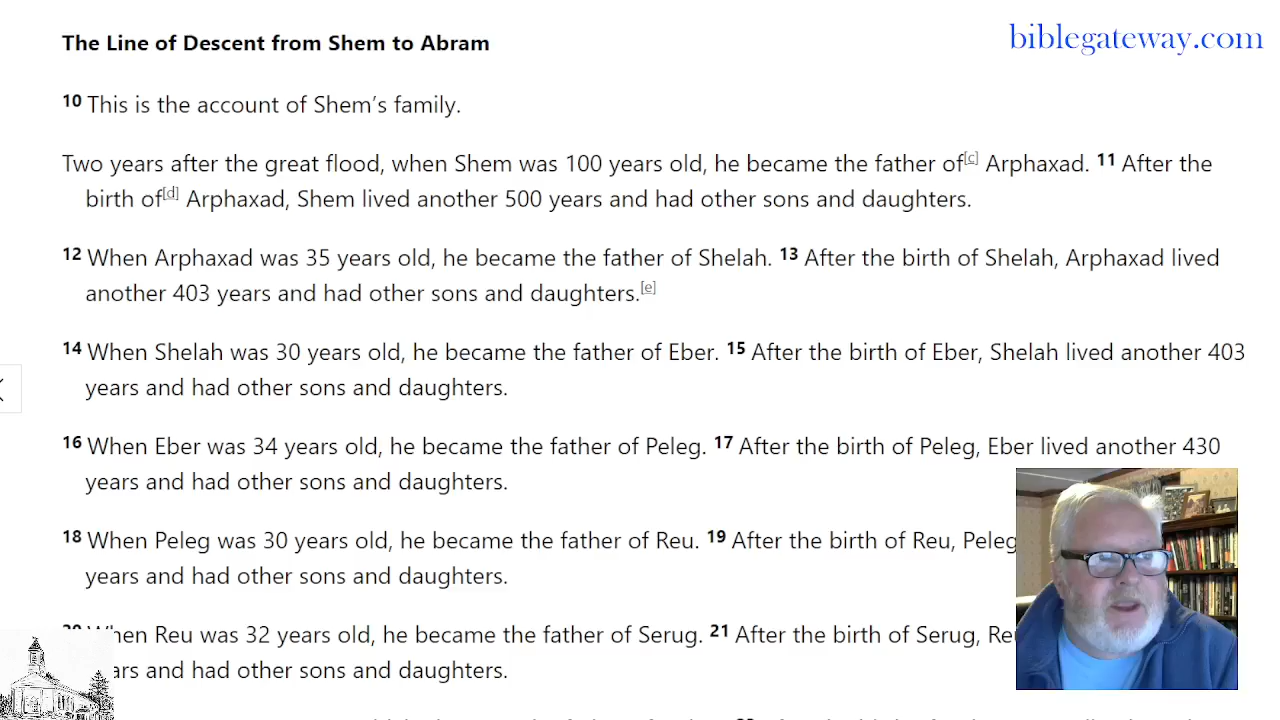 The Line of Descent from Shem to Abram
biblegateway.com
10 This is the account of Shem's family.
Two years after the great flood, when Shem was 100 years old, he became the father of[c] Arphaxad. 11 After the
birth of[d] Arphaxad, Shem lived another 500 years and had other sons and daughters.
12 When Arphaxad was 35 years old, he became the father of Shelah. 13 After the birth of Shelah, Arphaxad lived
another 403 years and had other sons and daughters.[e]
14 When Shelah was 30 years old, he became the father of Eber. 15 After the birth of Eber, Shelah lived another 403
years and had other sons and daughters.
16 When Eber was 34 years old, he became the father of Peleg. 17 After the birth of Peleg, Eber lived another 430
years and had other sons and daughters.
18 When Peleg was 30 years old, he became the father of Reu. 19 After the birth of Reu, Peleg
years and had other sons and daughters.
When Reu was 32 years old, he became the father of Serug. 21 After the birth of Serug, Re
years and had other sons and daughters.